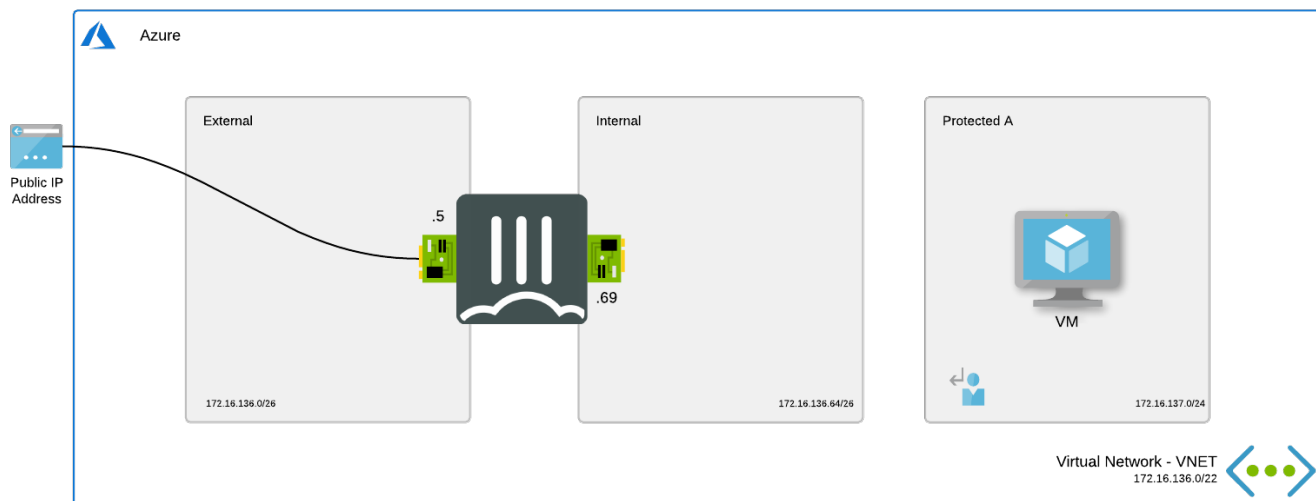 Azure
External
Internal
Protected A
Public IP
Address
.5
.69
VM
172.16.136.0/26
172.16.136.64/26
172.16.137.0/24
Virtual Network - VNET
172.16.136.0/22